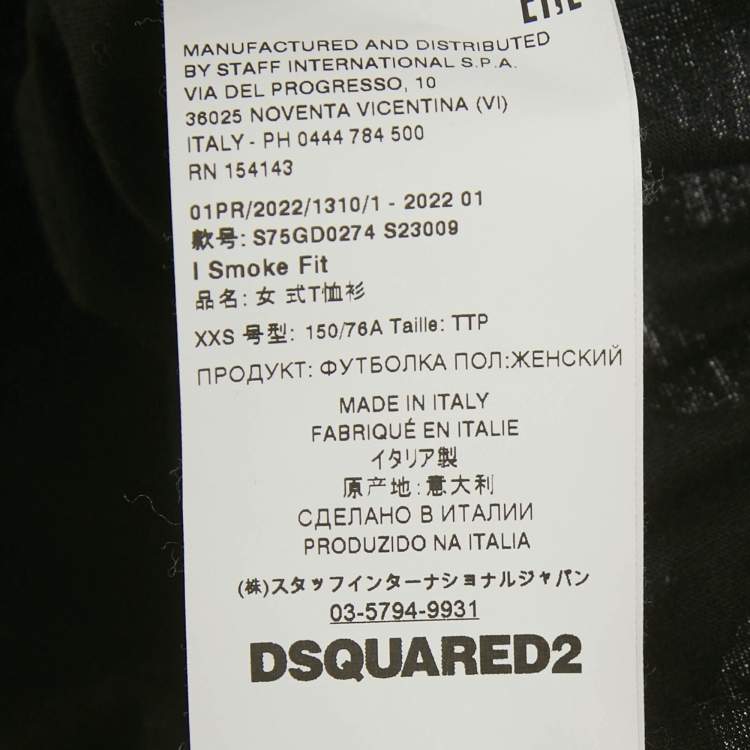 MANUFACTURED AND DISTRIBUTED
BY STAFF INTERNATIONAL S.P.A.
VIA DEL PROGRESSO, 10
36025 NOVENTA VICENTINA (VI)
ITALY - PH 0444 784 500
RN 154143
01PR/2022/1310/1 - 2022 01
款号: S75GD0274 S23009
I Smoke Fit
品名: 女 式T恤衫
XXS 号型: 150/76A Taille: TTP
ПРОДУКТ: ФУТБОЛКА ПОЛ:ЖЕНСКИЙ
MADE IN ITALY
FABRIQUÉ EN ITALIE
イタリア製
原产地:意大利
СДЕЛАНО В ИТАЛИИ
PRODUZIDO NA ITALIA
(株)スタッフインターナショナルジャパン
03-5794-9931
DSQUARED2